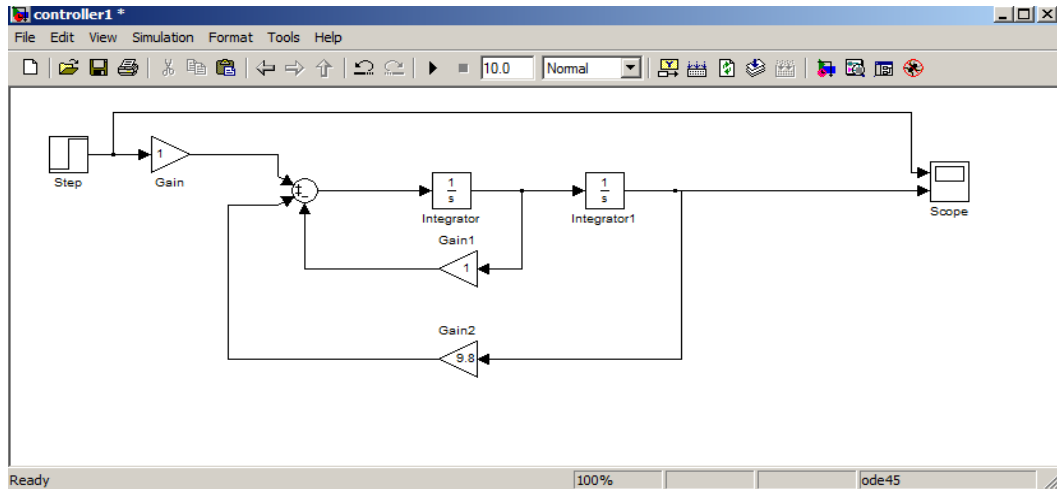 controller1 *
File Edit View Simulation Format Tools Help
10.0 Normal
Step
1
Gain
+
+
−
1
s
Integrator
1
s
Integrator1
Scope
Gain1
1
Gain2
9.8
Ready 100% ode45